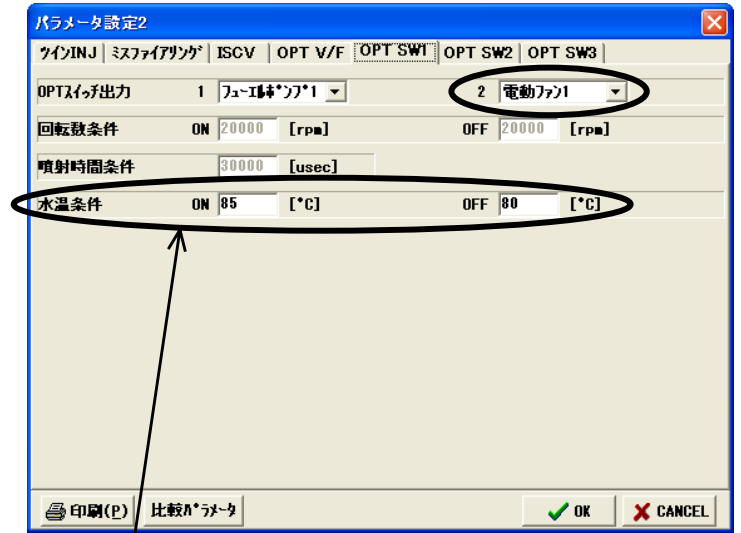 パラメータ設定2
ﾂインINJ ﾐｽﾌｧｲｱﾘﾝｸﾞ ISCV OPT V/F OPT SW1 OPT SW2 OPT SW3
OPTｽｲｯﾁ出力 1 ﾌｭｰｴﾙﾎﾟﾝﾌﾟ1 2 電動ﾌｧﾝ1
回転数条件 ON 20000 [rpm] OFF 20000 [rpm]
噴射時間条件 30000 [usec]
水温条件 ON 85 [ﾟC] OFF 80 [ﾟC]
印刷(P) 比較ﾊﾟﾗﾒｰﾀ OK CANCEL